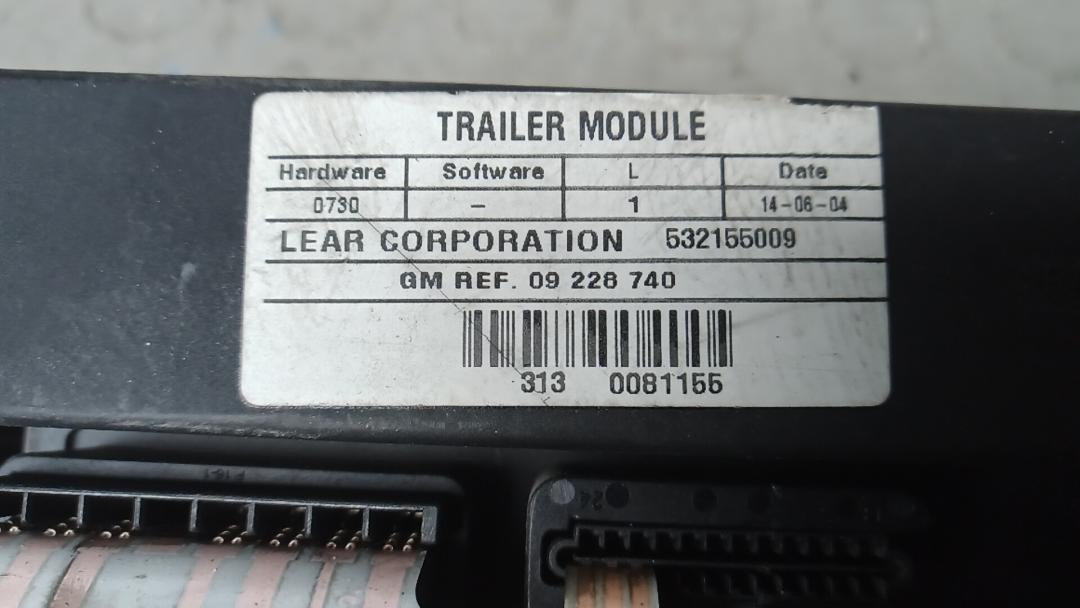 TRAILER MODULE
Hardware Software L Date
0730 – 1 14-06-04
LEAR CORPORATION 532155009
GM REF. 09 228 740
313 0081155
24